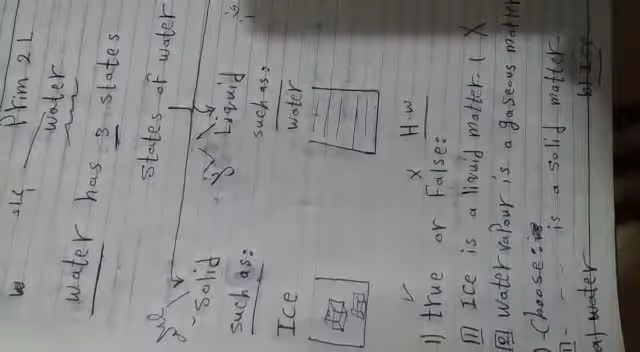 Prim 2 L
Water
Water has 3 states
States of water
Solid Liquid
such as: such as:
Ice water
H.w
1) true or False:
[1] Ice is a liquid matter. X
[2] Water vapour is a gaseous matter
Choose:
is a solid matter
a) water